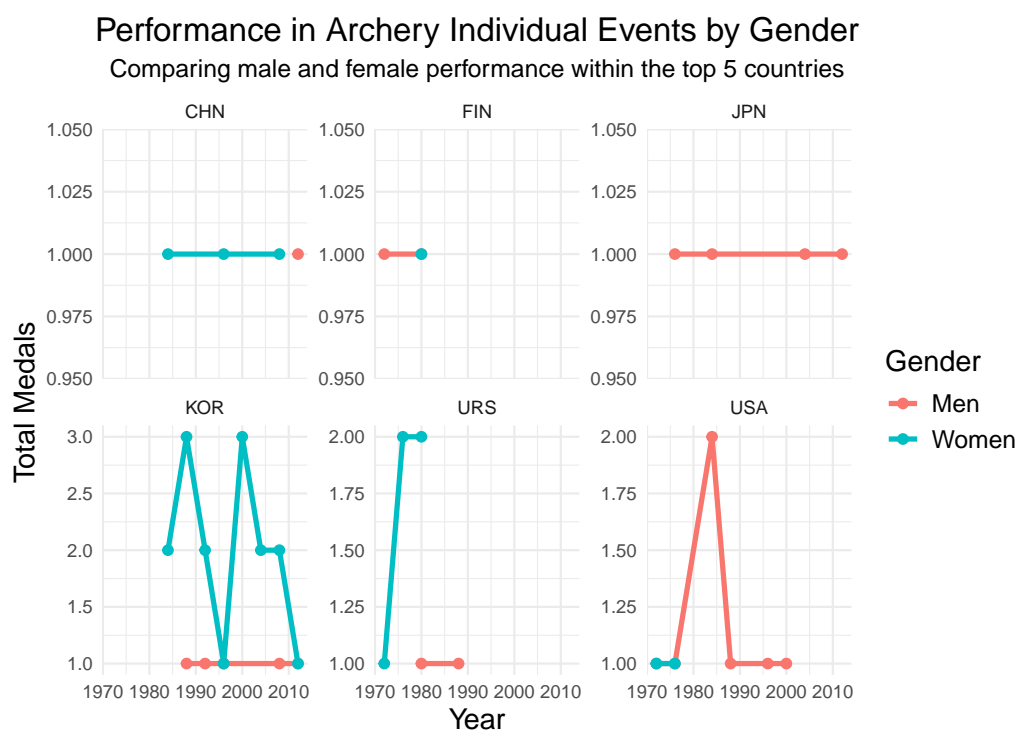 Performance in Archery Individual Events by Gender
Comparing male and female performance within the top 5 countries
CHN
FIN
JPN
1.050
1.025
1.000
0.975
0.950
1.050
1.025
1.000
0.975
0.950
1.050
1.025
1.000
0.975
0.950
Total Medals
KOR
URS
USA
3.0
2.5
2.0
1.5
1.0
2.00
1.75
1.50
1.25
1.00
2.00
1.75
1.50
1.25
1.00
1970 1980 1990 2000 2010
1970 1980 1990 2000 2010
1970 1980 1990 2000 2010
Year
Gender
Men
Women